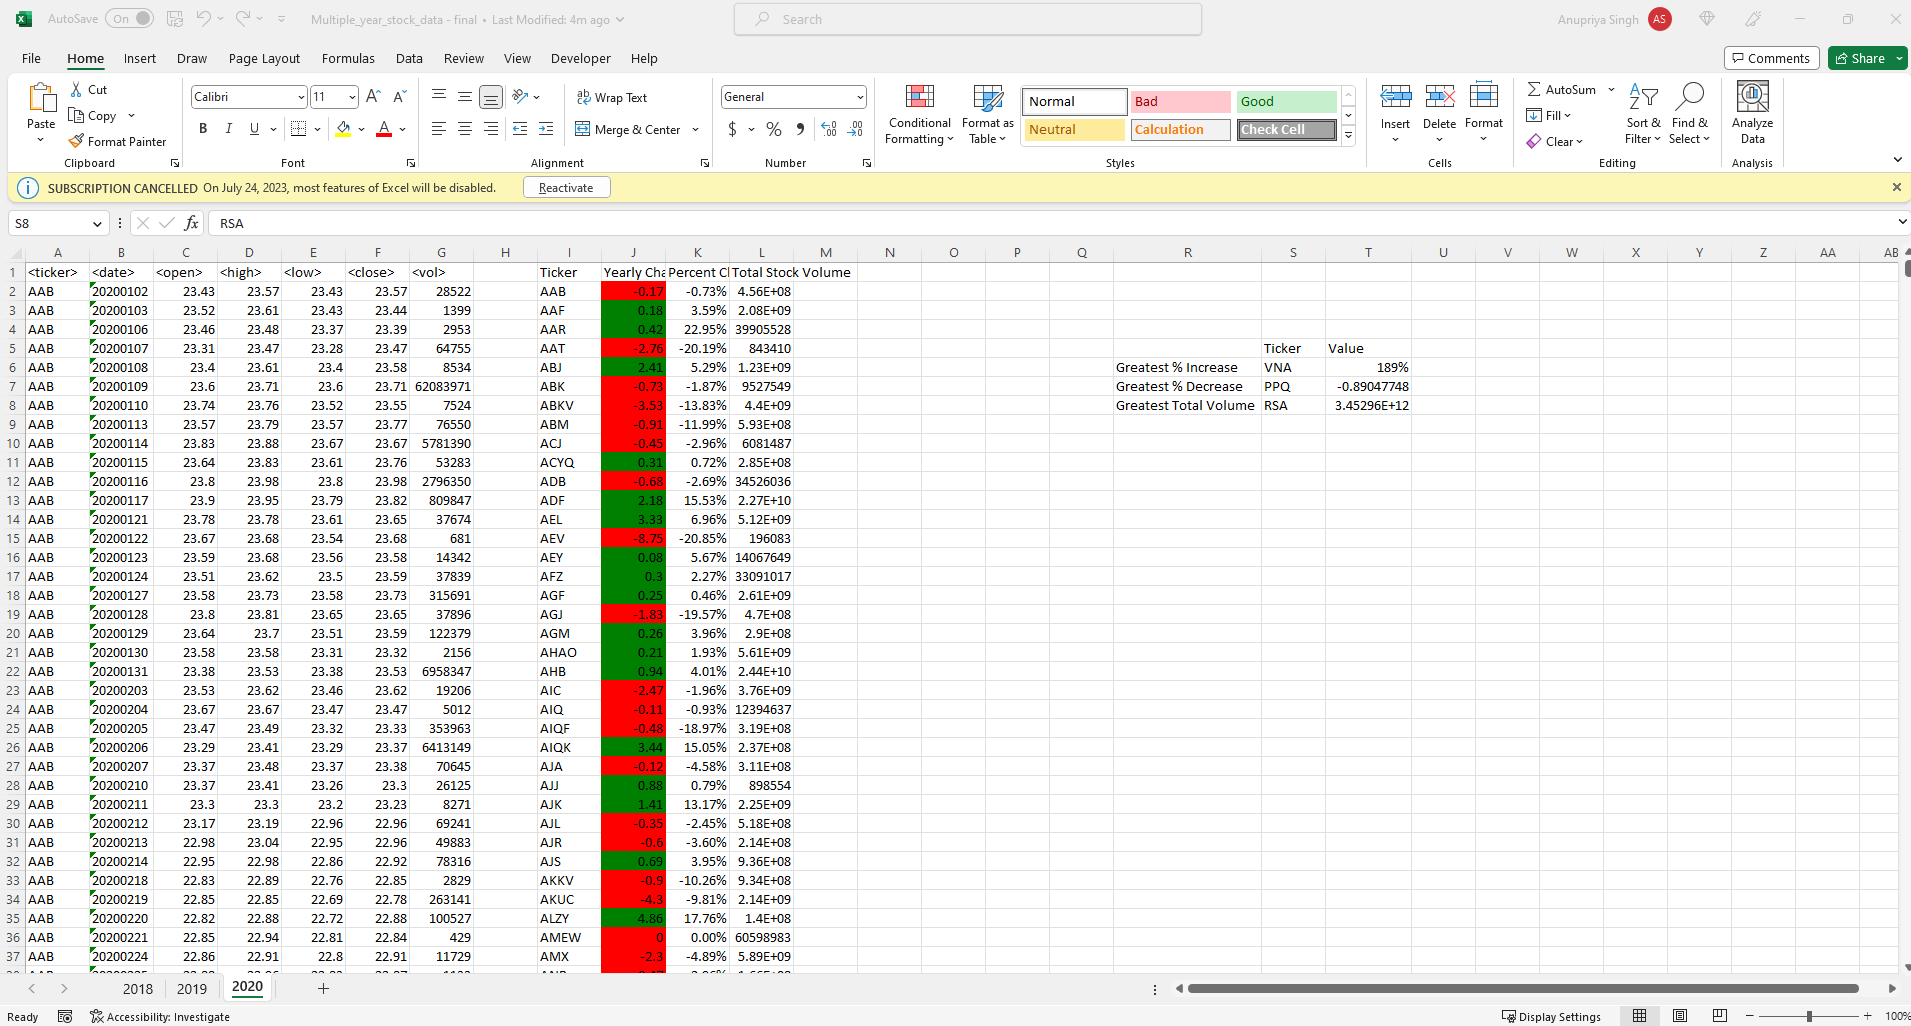 AutoSave On Multiple_year_stock_data - final • Last Modified: 4m ago Search Anupriya Singh AS
File Home Insert Draw Page Layout Formulas Data Review View Developer Help Comments Share
Paste Cut Copy Format Painter Clipboard
Calibri 11 B I U A Font
Wrap Text Merge & Center Alignment
General $ % Number
Conditional Formatting Format as Table Normal Bad Good Neutral Calculation Check Cell Styles
Insert Delete Format Cells
AutoSum Fill Clear Sort & Filter Find & Select Editing
Analyze Data Analysis
SUBSCRIPTION CANCELLED On July 24, 2023, most features of Excel will be disabled. Reactivate
S8 fx RSA
A B C D E F G H I J K L M N O P Q R S T U V W X Y Z AA AB
1 <ticker> <date> <open> <high> <low> <close> <vol> Ticker Yearly Cha Percent Cl Total Stock Volume
2 AAB 20200102 23.43 23.57 23.43 23.57 28522 AAB -0.17 -0.73% 4.56E+08
3 AAB 20200103 23.52 23.61 23.43 23.44 1399 AAF 0.18 3.59% 2.08E+09
4 AAB 20200106 23.46 23.48 23.37 23.39 2953 AAR 0.42 22.95% 39905528
5 AAB 20200107 23.31 23.47 23.28 23.47 64755 AAT -2.76 -20.19% 843410 Ticker Value
6 AAB 20200108 23.4 23.61 23.4 23.58 8534 ABJ 2.41 5.29% 1.23E+09 Greatest % Increase VNA 189%
7 AAB 20200109 23.6 23.71 23.6 23.71 62083971 ABK -0.73 -1.87% 9527549 Greatest % Decrease PPQ -0.89047748
8 AAB 20200110 23.74 23.76 23.52 23.55 7524 ABKV -3.53 -13.83% 4.4E+09 Greatest Total Volume RSA 3.45296E+12
9 AAB 20200113 23.57 23.79 23.57 23.77 76550 ABM -0.91 -11.99% 5.93E+08
10 AAB 20200114 23.83 23.88 23.67 23.67 5781390 ACJ -0.45 -2.96% 6081487
11 AAB 20200115 23.64 23.83 23.61 23.76 53283 ACYQ 0.31 0.72% 2.85E+08
12 AAB 20200116 23.8 23.98 23.8 23.98 2796350 ADB -0.68 -2.69% 34526036
13 AAB 20200117 23.9 23.95 23.79 23.82 809847 ADF 2.18 15.53% 2.27E+10
14 AAB 20200121 23.78 23.78 23.61 23.65 37674 AEL 3.33 6.96% 5.12E+09
15 AAB 20200122 23.67 23.68 23.54 23.68 681 AEV -8.75 -20.85% 196083
16 AAB 20200123 23.59 23.68 23.56 23.58 14342 AEY 0.08 5.67% 14067649
17 AAB 20200124 23.51 23.62 23.5 23.59 37839 AFZ 0.3 2.27% 33091017
18 AAB 20200127 23.58 23.73 23.58 23.73 315691 AGF 0.25 0.46% 2.61E+09
19 AAB 20200128 23.8 23.81 23.65 23.65 37896 AGJ -1.83 -19.57% 4.7E+08
20 AAB 20200129 23.64 23.7 23.51 23.59 122379 AGM 0.26 3.96% 2.9E+08
21 AAB 20200130 23.58 23.58 23.31 23.32 2156 AHAO 0.21 1.93% 5.61E+09
22 AAB 20200131 23.38 23.53 23.38 23.53 6958347 AHB 0.94 4.01% 2.44E+10
23 AAB 20200203 23.53 23.62 23.46 23.62 19206 AIC -2.47 -1.96% 3.76E+09
24 AAB 20200204 23.67 23.67 23.47 23.47 5012 AIQ -0.11 -0.93% 12394637
25 AAB 20200205 23.47 23.49 23.32 23.33 353963 AIQF -0.48 -18.97% 3.19E+08
26 AAB 20200206 23.29 23.41 23.29 23.37 6413149 AIQK 3.44 15.05% 2.37E+08
27 AAB 20200207 23.37 23.48 23.37 23.38 70645 AJA -0.12 -4.58% 3.11E+08
28 AAB 20200210 23.37 23.41 23.26 23.3 26125 AJJ 0.88 0.79% 898554
29 AAB 20200211 23.3 23.3 23.2 23.23 8271 AJK 1.41 13.17% 2.25E+09
30 AAB 20200212 23.17 23.19 22.96 22.96 69241 AJL -0.35 -2.45% 5.18E+08
31 AAB 20200213 22.98 23.04 22.95 22.96 49883 AJR -0.6 -3.60% 2.14E+08
32 AAB 20200214 22.95 22.98 22.86 22.92 78316 AJS 0.69 3.95% 9.36E+08
33 AAB 20200218 22.83 22.89 22.76 22.85 2829 AKKV -0.9 -10.26% 9.34E+08
34 AAB 20200219 22.85 22.85 22.69 22.78 263141 AKUC -4.3 -9.81% 2.14E+09
35 AAB 20200220 22.82 22.88 22.72 22.88 100527 ALZY 4.86 17.76% 1.4E+08
36 AAB 20200221 22.85 22.94 22.81 22.84 429 AMEW 0 0.00% 60598983
37 AAB 20200224 22.86 22.91 22.8 22.91 11729 AMX -2.3 -4.89% 5.89E+09
2018 2019 2020
Ready Accessibility: Investigate Display Settings 100%